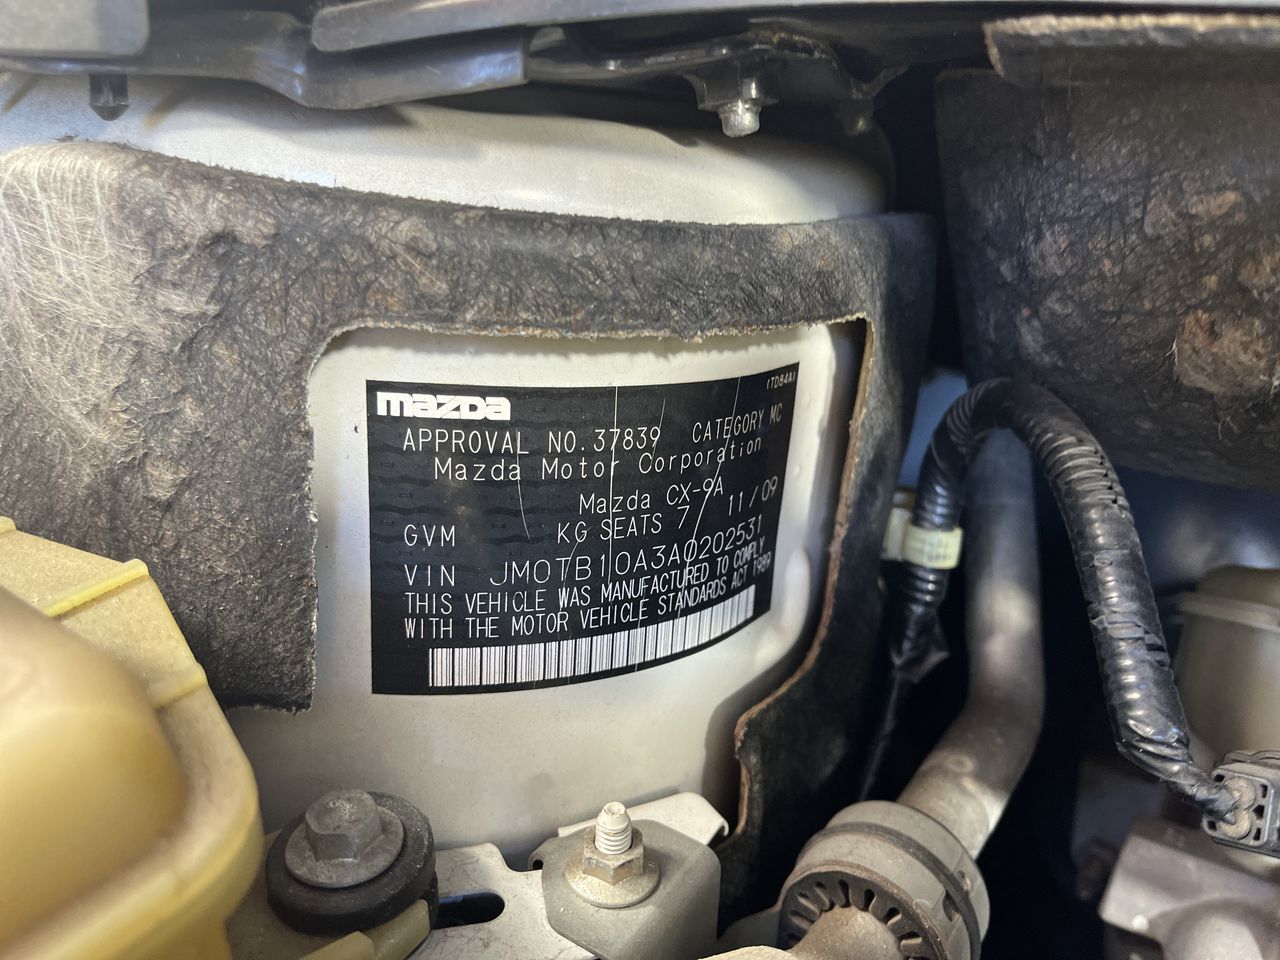 (TD84A)
mazda
APPROVAL NO. 37839 CATEGORY MC
Mazda Motor Corporation
Mazda CX-9A
GVM KG SEATS 7 11/09
VIN JM0TB10A3A0202531
THIS VEHICLE WAS MANUFACTURED TO COMPLY
WITH THE MOTOR VEHICLE STANDARDS ACT 1989